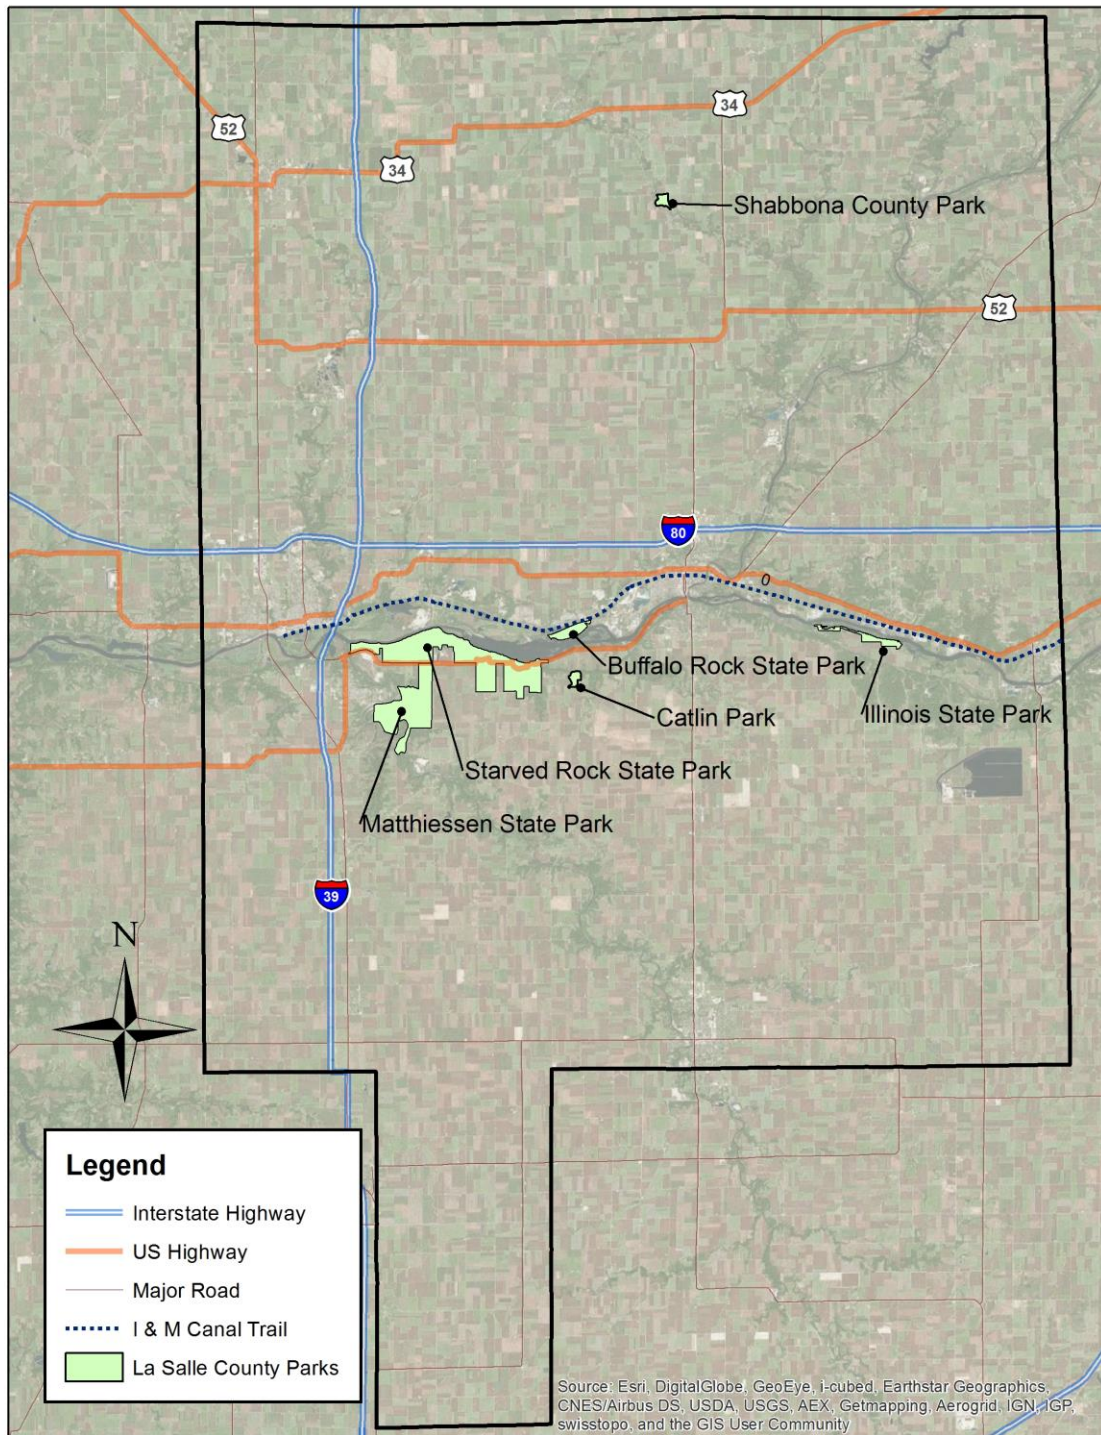 34
52
34
Shabbona County Park
52
80
0
Buffalo Rock State Park
Catlin Park
Illinois State Park
Starved Rock State Park
Matthiessen State Park
39
N
Legend
Interstate Highway
US Highway
Major Road
I & M Canal Trail
La Salle County Parks
Source: Esri, DigitalGlobe, GeoEye, i-cubed, Earthstar Geographics,
CNES/Airbus DS, USDA, USGS, AEX, Getmapping, Aerogrid, IGN, IGP,
swisstopo, and the GIS User Community